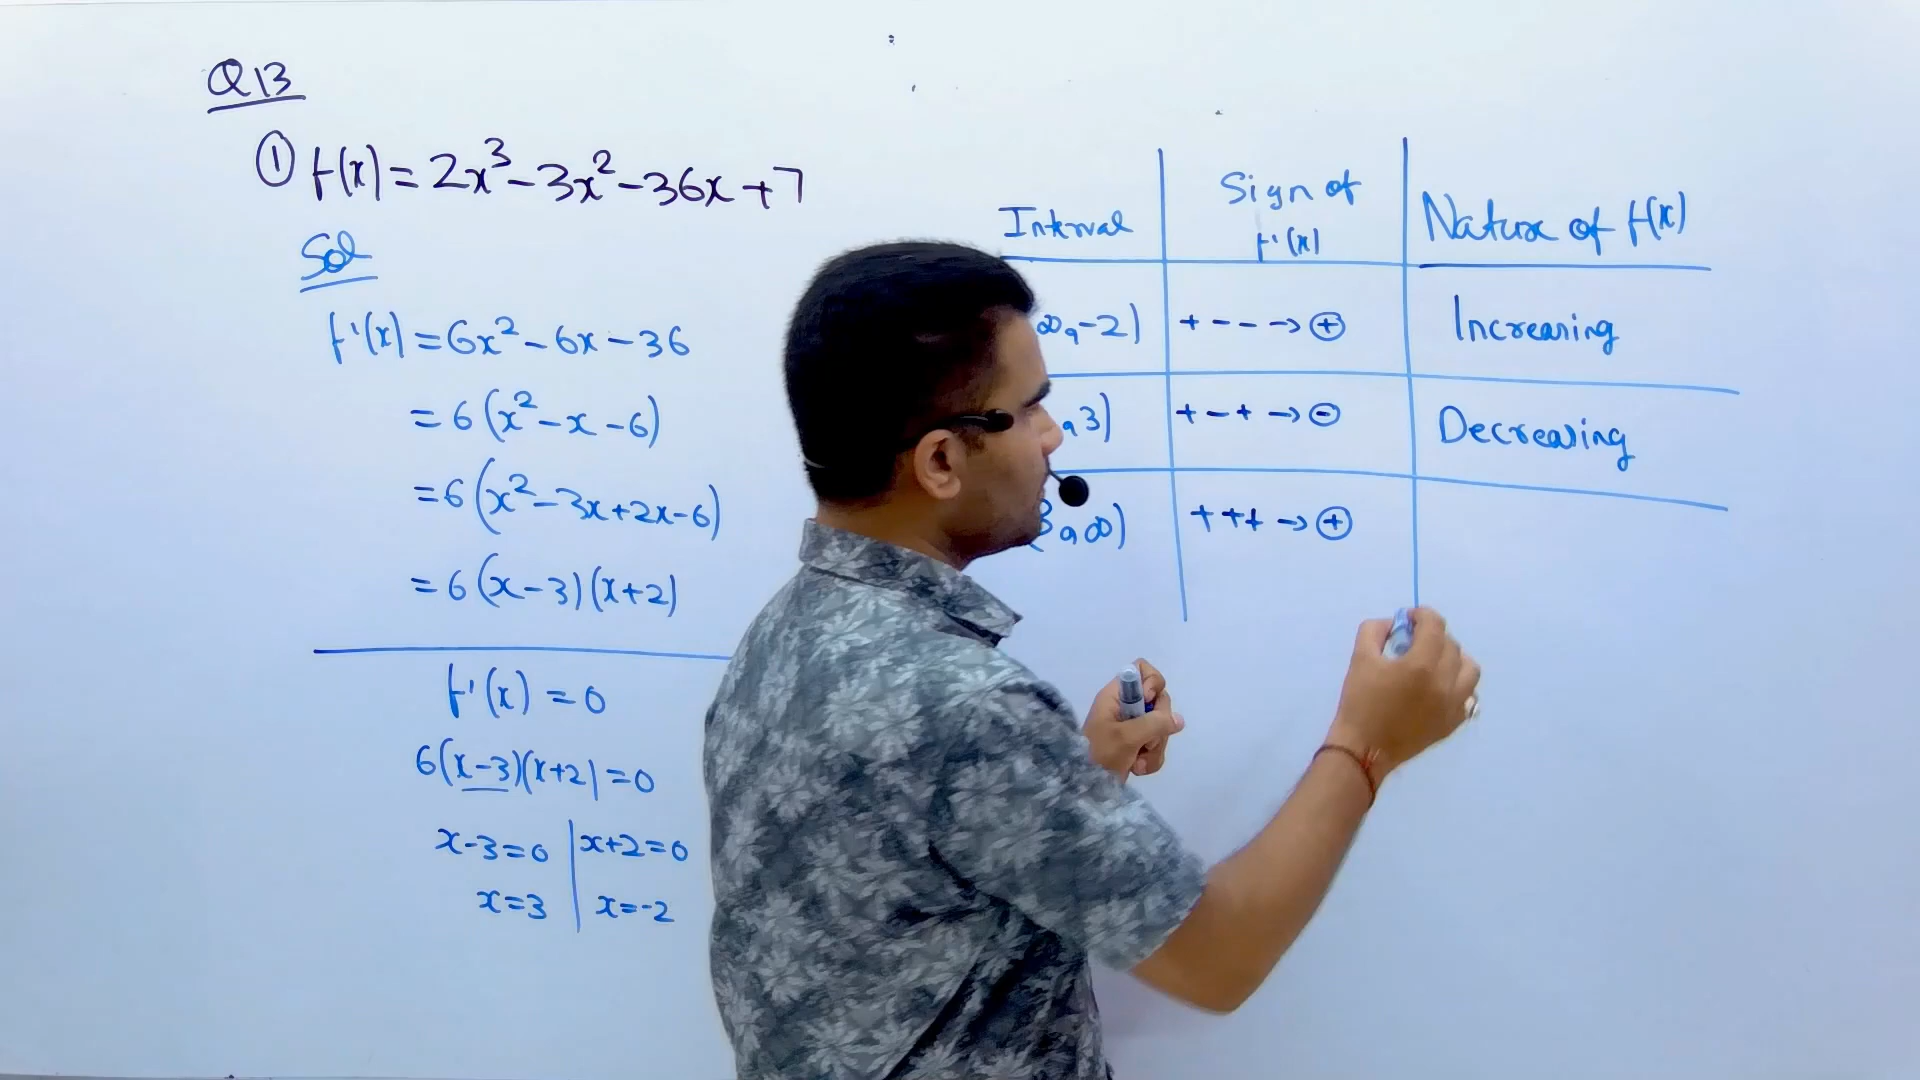 Q13
① f(x) = 2x³-3x²-36x+7
Sol
f'(x) = 6x²-6x-36
= 6(x²-x-6)
= 6(x²-3x+2x-6)
= 6(x-3)(x+2)
f'(x) = 0
6(x-3)(x+2) = 0
x-3=0 | x+2=0
x=3 | x=-2
Interval | Sign of f'(x) | Nature of f(x)
∞, -2) | + - - → ⊕ | Increasing
, 3) | + - + → ⊖ | Decreasing
(3, ∞) | + + + → ⊕